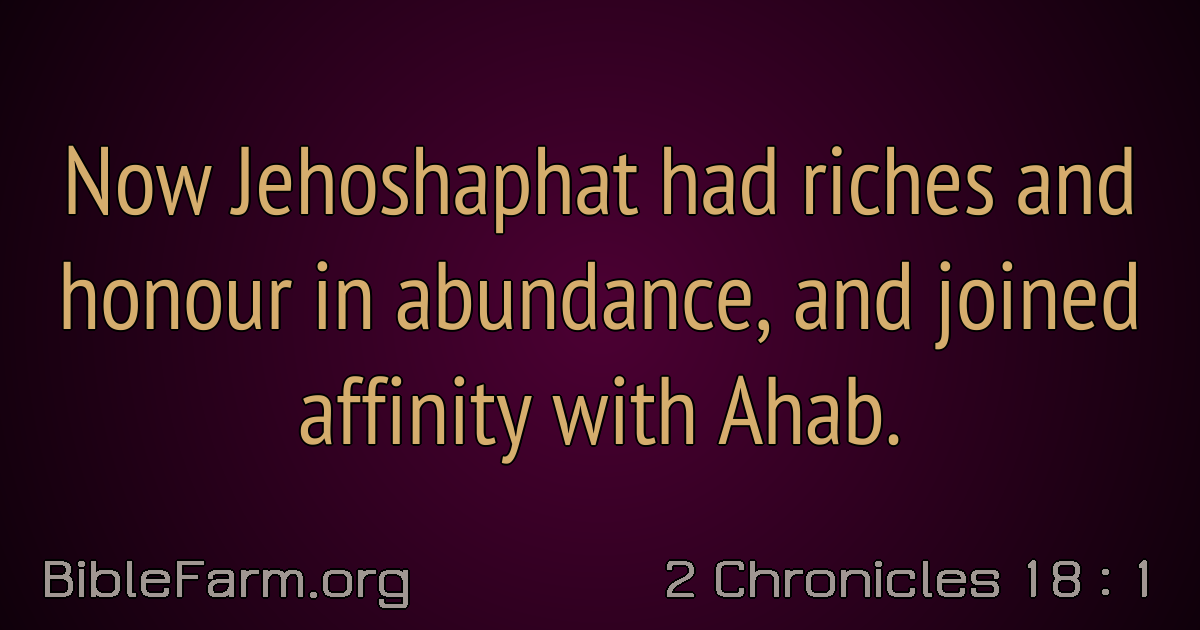 Now Jehoshaphat had riches and
honour in abundance, and joined
affinity with Ahab.
BibleFarm.org
2 Chronicles 18 : 1